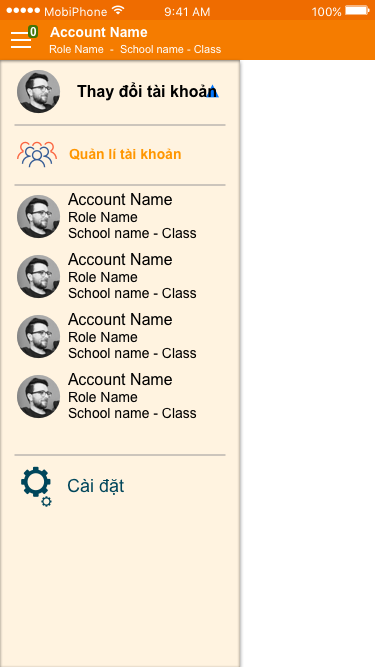 MobiPhone 9:41 AM 100%
0 Account Name
Role Name - School name - Class
Thay đổi tài khoản
Quản lí tài khoản
Account Name
Role Name
School name - Class
Account Name
Role Name
School name - Class
Account Name
Role Name
School name - Class
Account Name
Role Name
School name - Class
Cài đặt